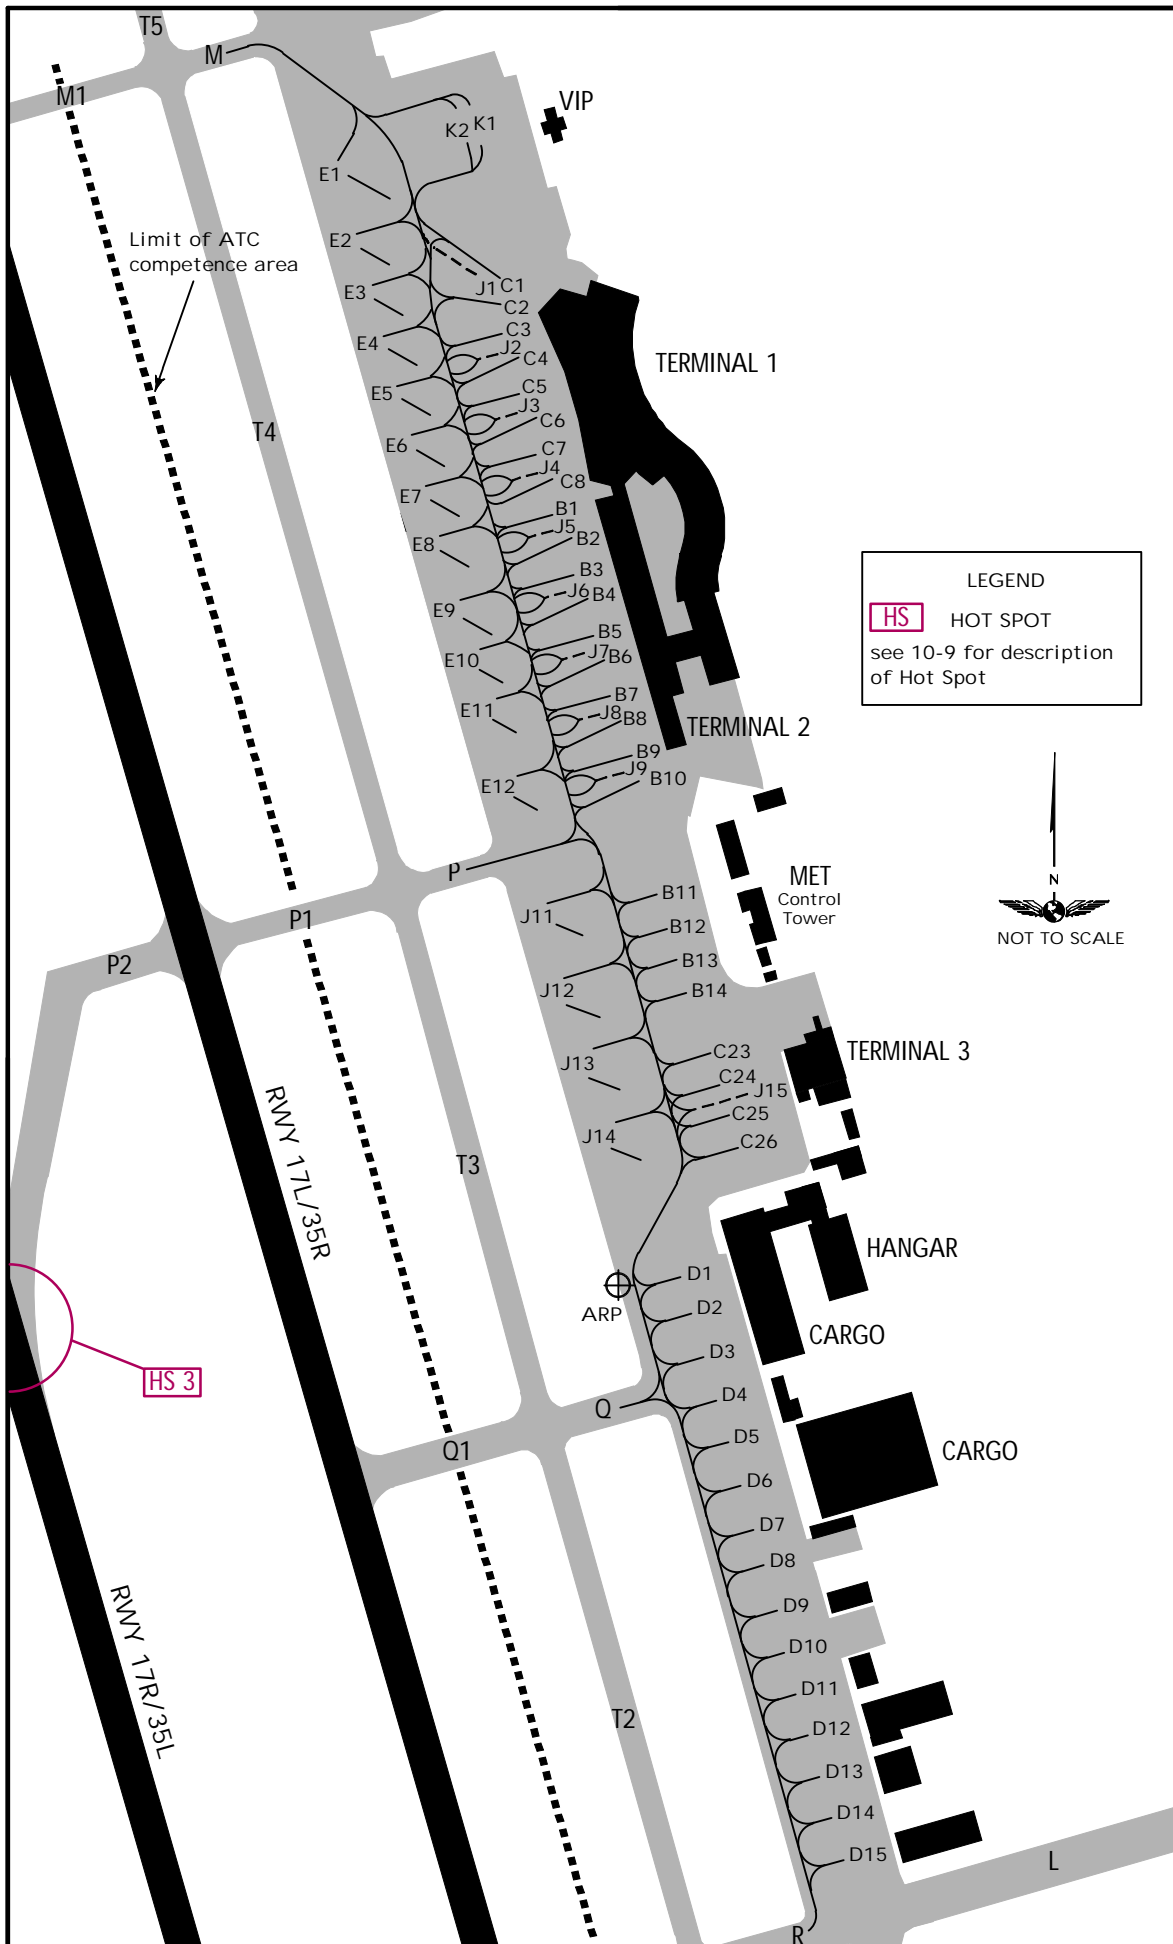 T5
M
M1
VIP
K2
K1
E1
E2
Limit of ATC
competence area
J1
C1
E3
C2
E4
C3
J2
C4
TERMINAL 1
E5
C5
J3
C6
T4
E6
C7
J4
C8
E7
B1
J5
B2
E8
B3
J6
B4
E9
B5
J7
B6
E10
B7
J8
B8
E11
TERMINAL 2
B9
J9
B10
E12
LEGEND
HS HOT SPOT
see 10-9 for description
of Hot Spot
N
NOT TO SCALE
P
MET
Control
Tower
P1
J11
B11
B12
P2
B13
J12
B14
C23
TERMINAL 3
J13
C24
J15
C25
RWY 17L/35R
J14
C26
T3
HANGAR
D1
ARP
D2
CARGO
D3
HS 3
D4
Q
D5
Q1
CARGO
D6
D7
D8
RWY 17R/35L
D9
D10
D11
T2
D12
D13
D14
D15
L
R